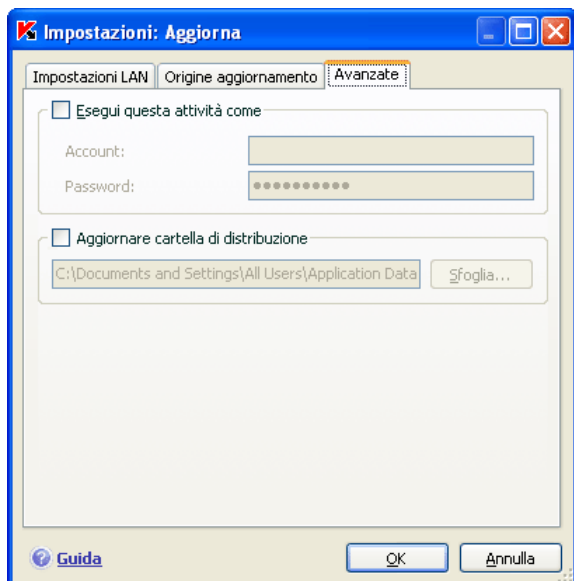 Impostazioni: Aggiorna
Impostazioni LAN Origine aggiornamento Avanzate
Esegui questa attività come
Account:
Password: ●●●●●●●●●●
Aggiornare cartella di distribuzione
C:\Documents and Settings\All Users\Application Data Sfoglia...
Guida OK Annulla